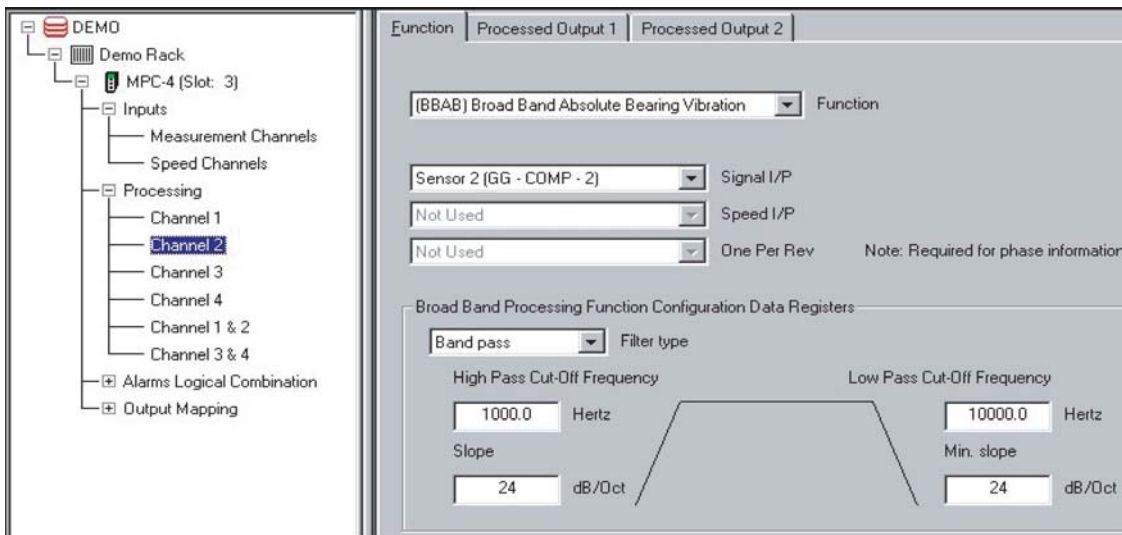 DEMO
Demo Rack
MPC-4 (Slot: 3)
Inputs
Measurement Channels
Speed Channels
Processing
Channel 1
Channel 2
Channel 3
Channel 4
Channel 1 & 2
Channel 3 & 4
Alarms Logical Combination
Output Mapping
Function
Processed Output 1
Processed Output 2
(BBAB) Broad Band Absolute Bearing Vibration Function
Sensor 2 (GG - COMP - 2) Signal I/P
Not Used Speed I/P
Not Used One Per Rev Note: Required for phase information
Broad Band Processing Function Configuration Data Registers
Band pass Filter type
High Pass Cut-Off Frequency Low Pass Cut-Off Frequency
1000.0 Hertz 10000.0 Hertz
Slope Min. slope
24 dB/Oct 24 dB/Oct